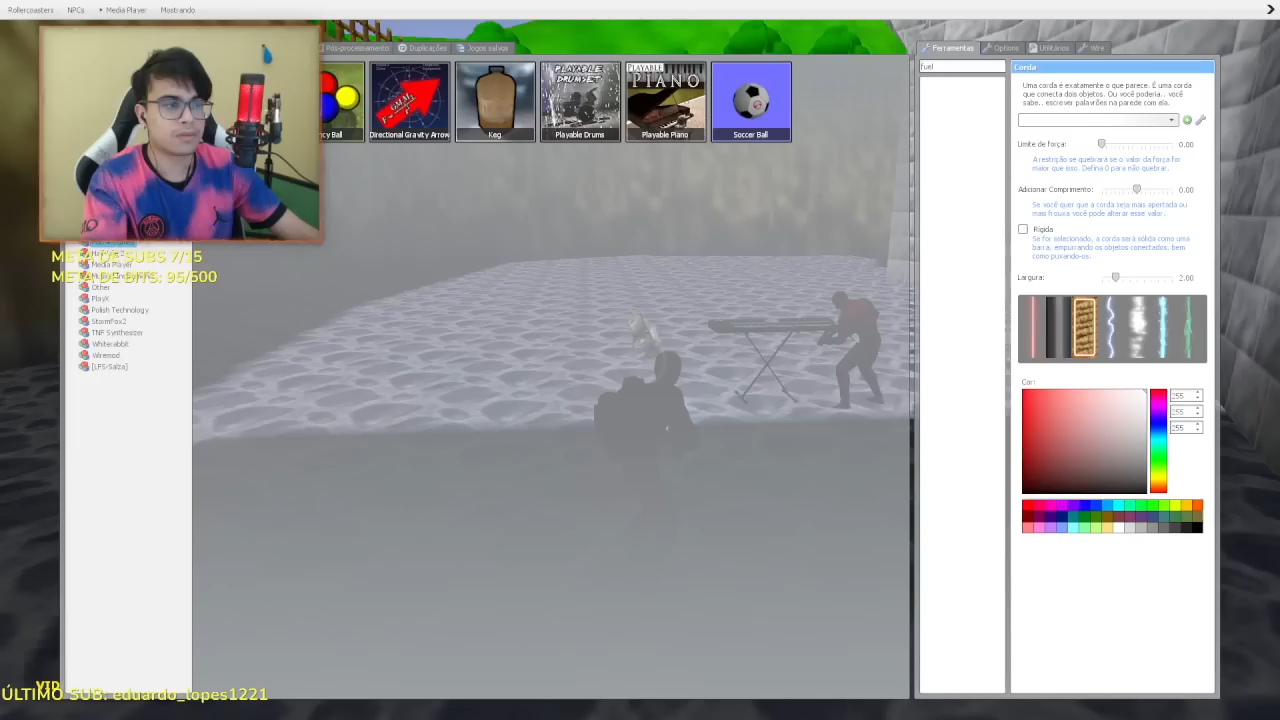 Rollercoasters NPCs • Media Player Mostrando
Pós-processamento Duplicações Jogos salvos
Ferramentas Options Utilitários Wire
fuel
Corda
Uma corda é exatamente o que parece. É uma corda
que conecta dois objetos. Ou você poderia.. você
sabe.. escrever palavrões na parede com ela.
ncy Ball
Directional Gravity Arrow
Keg
PLAYABLE DRUMSET
Playable Drums
PLAYABLE PIANO
Playable Piano
Soccer Ball
Limite de força: 0.00
A restrição se quebrará se o valor da força for
maior que isso. Defina 0 para não quebrar.
Adicionar Comprimento: 0.00
Se você quer que a corda seja mais apertada ou
mais frouxa você pode alterar esse valor.
Rígida
Se for selecionado, a corda será sólida como uma
barra, empurrando os objetos conectados, bem
como puxando-os.
Largura: 2.00
Cor:
255
255
255
META DE SUBS 7/15
Media Player
META DE BITS: 95/500
Other
PlayX
Polish Technology
StormFox2
TNF Synthesizer
Whiterabbit
Wiremod
[LFS-Salza]
ÚLTIMO SUB: eduardo_lopes1221